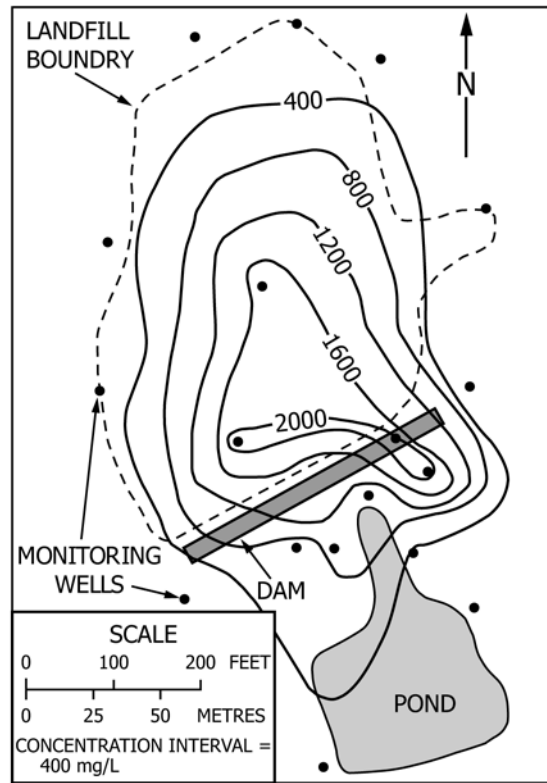 LANDFILL
BOUNDRY
N
400
800
1200
1600
2000
MONITORING
WELLS
DAM
POND
SCALE
0 100 200 FEET
0 25 50 METRES
CONCENTRATION INTERVAL =
400 mg/L